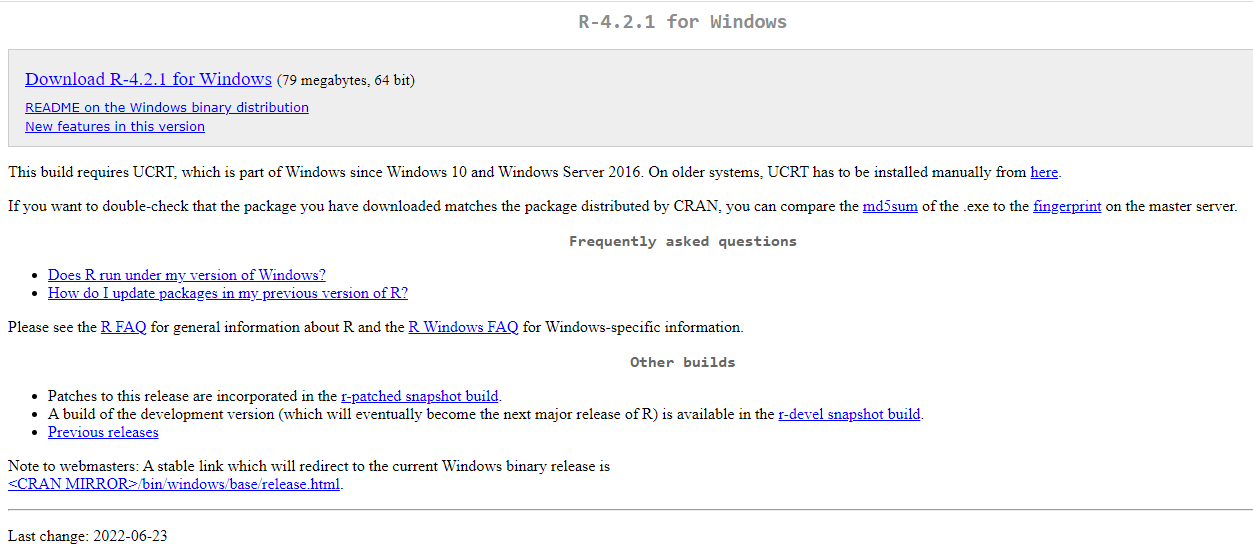 R-4.2.1 for Windows
Download R-4.2.1 for Windows (79 megabytes, 64 bit)
README on the Windows binary distribution
New features in this version
This build requires UCRT, which is part of Windows since Windows 10 and Windows Server 2016. On older systems, UCRT has to be installed manually from here.
If you want to double-check that the package you have downloaded matches the package distributed by CRAN, you can compare the md5sum of the .exe to the fingerprint on the master server.
Frequently asked questions
• Does R run under my version of Windows?
• How do I update packages in my previous version of R?
Please see the R FAQ for general information about R and the R Windows FAQ for Windows-specific information.
Other builds
• Patches to this release are incorporated in the r-patched snapshot build.
• A build of the development version (which will eventually become the next major release of R) is available in the r-devel snapshot build.
• Previous releases
Note to webmasters: A stable link which will redirect to the current Windows binary release is
<CRAN MIRROR>/bin/windows/base/release.html.
Last change: 2022-06-23